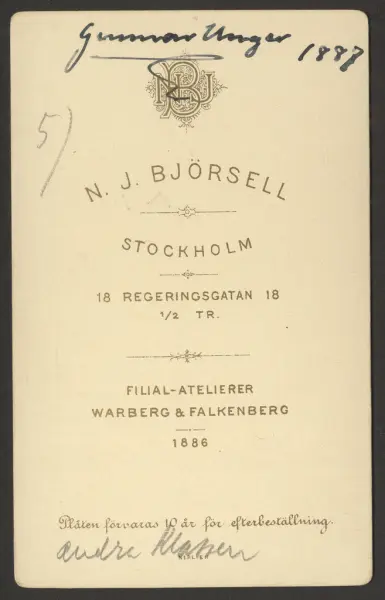 Gunnar Unger 1887
NJB
5)
N. J. BJÖRSELL
STOCKHOLM
18 REGERINGSGATAN 18
1/2 TR.
FILIAL-ATELIERER
WARBERG & FALKENBERG
1886
Plåten förvaras 10 år för efterbeställning.
andra Klassen